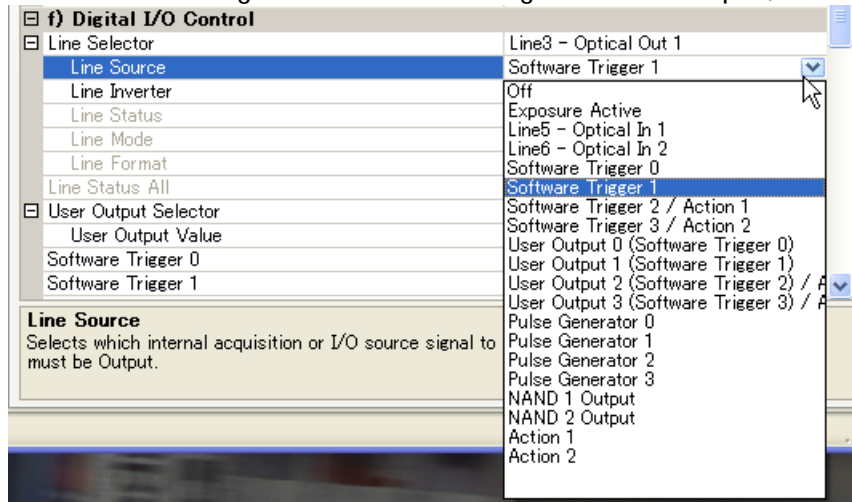 f) Digital I/O Control
Line Selector Line3 - Optical Out 1
Line Source Software Trigger 1
Line Inverter
Line Status
Line Mode
Line Format
Line Status All
User Output Selector
User Output Value
Software Trigger 0
Software Trigger 1
Off
Exposure Active
Line5 - Optical In 1
Line6 - Optical In 2
Software Trigger 0
Software Trigger 1
Software Trigger 2 / Action 1
Software Trigger 3 / Action 2
User Output 0 (Software Trigger 0)
User Output 1 (Software Trigger 1)
User Output 2 (Software Trigger 2) / A
User Output 3 (Software Trigger 3) / A
Pulse Generator 0
Pulse Generator 1
Pulse Generator 2
Pulse Generator 3
NAND 1 Output
NAND 2 Output
Action 1
Action 2
Line Source
Selects which internal acquisition or I/O source signal to
must be Output.